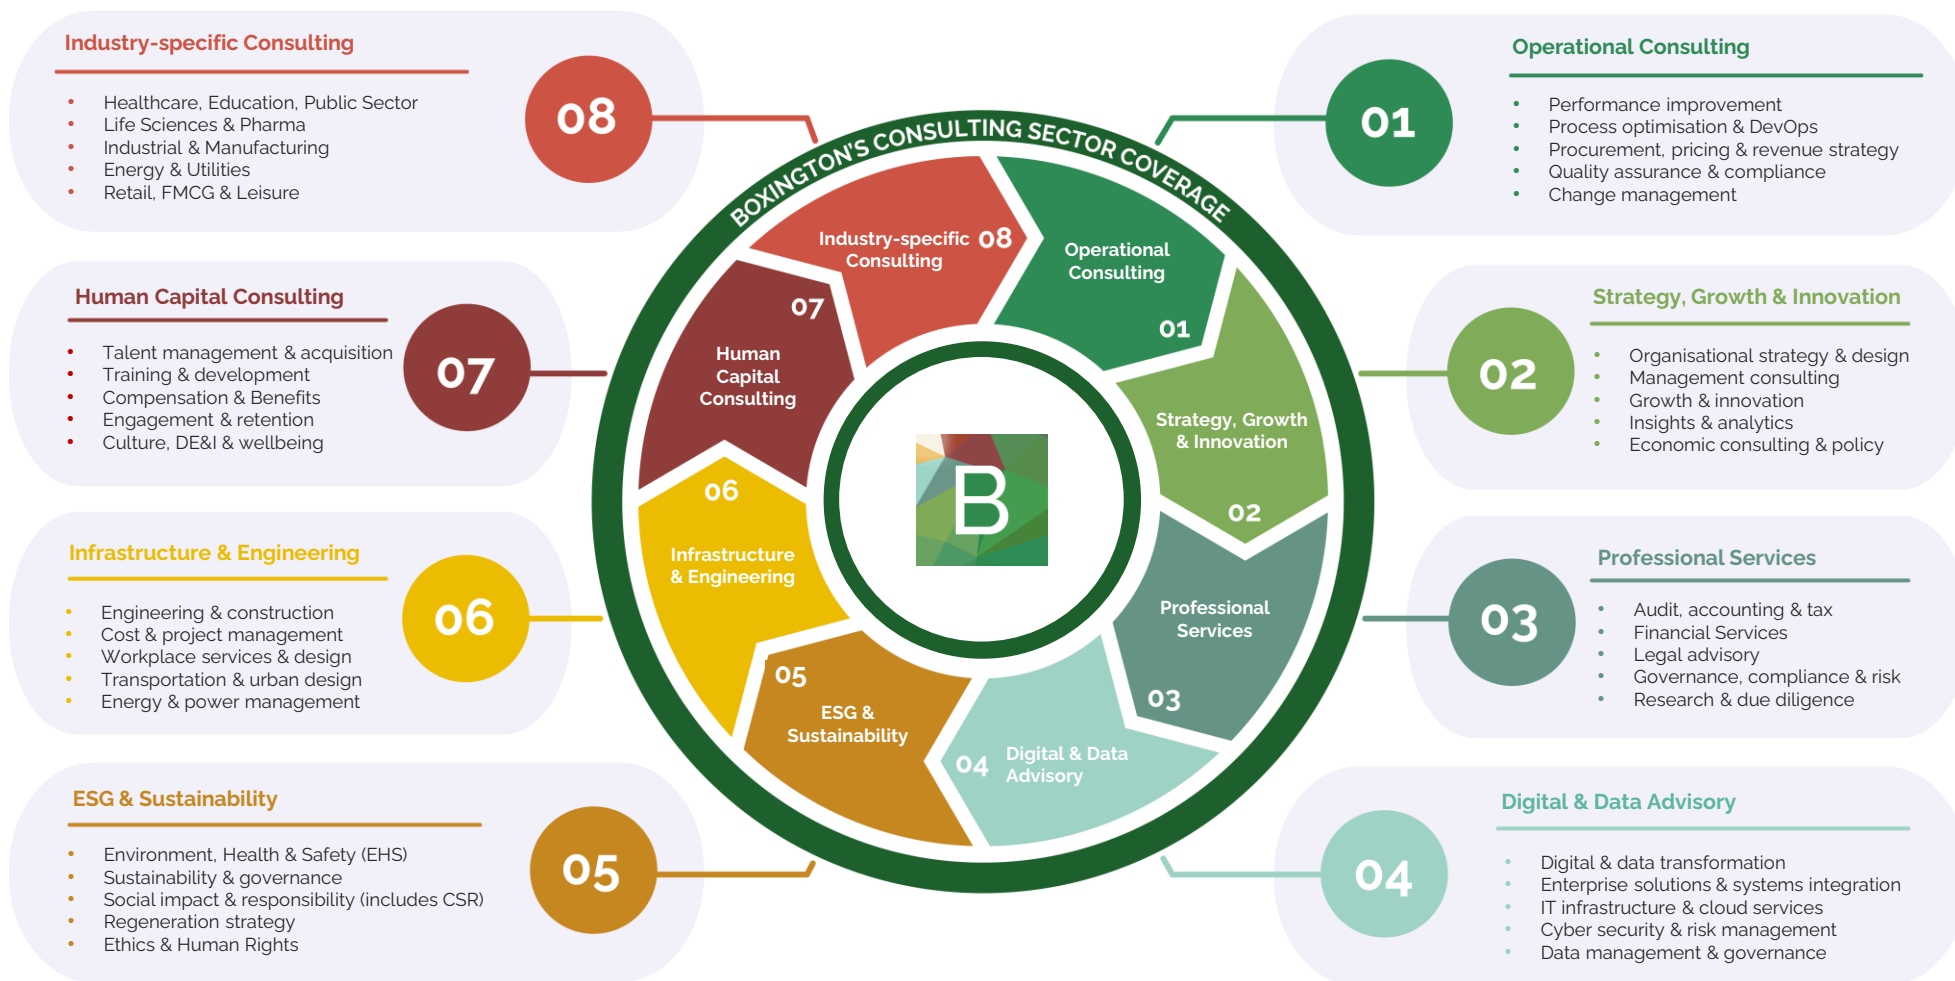 BOXINGTON'S CONSULTING SECTOR COVERAGE
Industry-specific Consulting
08
• Healthcare, Education, Public Sector
• Life Sciences & Pharma
• Industrial & Manufacturing
• Energy & Utilities
• Retail, FMCG & Leisure
Operational Consulting
01
• Performance improvement
• Process optimisation & DevOps
• Procurement, pricing & revenue strategy
• Quality assurance & compliance
• Change management
Human Capital Consulting
07
• Talent management & acquisition
• Training & development
• Compensation & Benefits
• Engagement & retention
• Culture, DE&I & wellbeing
Strategy, Growth & Innovation
02
• Organisational strategy & design
• Management consulting
• Growth & innovation
• Insights & analytics
• Economic consulting & policy
Infrastructure & Engineering
06
• Engineering & construction
• Cost & project management
• Workplace services & design
• Transportation & urban design
• Energy & power management
Professional Services
03
• Audit, accounting & tax
• Financial Services
• Legal advisory
• Governance, compliance & risk
• Research & due diligence
ESG & Sustainability
05
• Environment, Health & Safety (EHS)
• Sustainability & governance
• Social impact & responsibility (includes CSR)
• Regeneration strategy
• Ethics & Human Rights
Digital & Data Advisory
04
• Digital & data transformation
• Enterprise solutions & systems integration
• IT infrastructure & cloud services
• Cyber security & risk management
• Data management & governance
Industry-specific 08
Consulting
Operational
Consulting
01
Strategy, Growth
& Innovation
02
Professional
Services
03
04 Digital & Data
Advisory
05
ESG &
Sustainability
06
Infrastructure
& Engineering
07
Human
Capital
Consulting
B